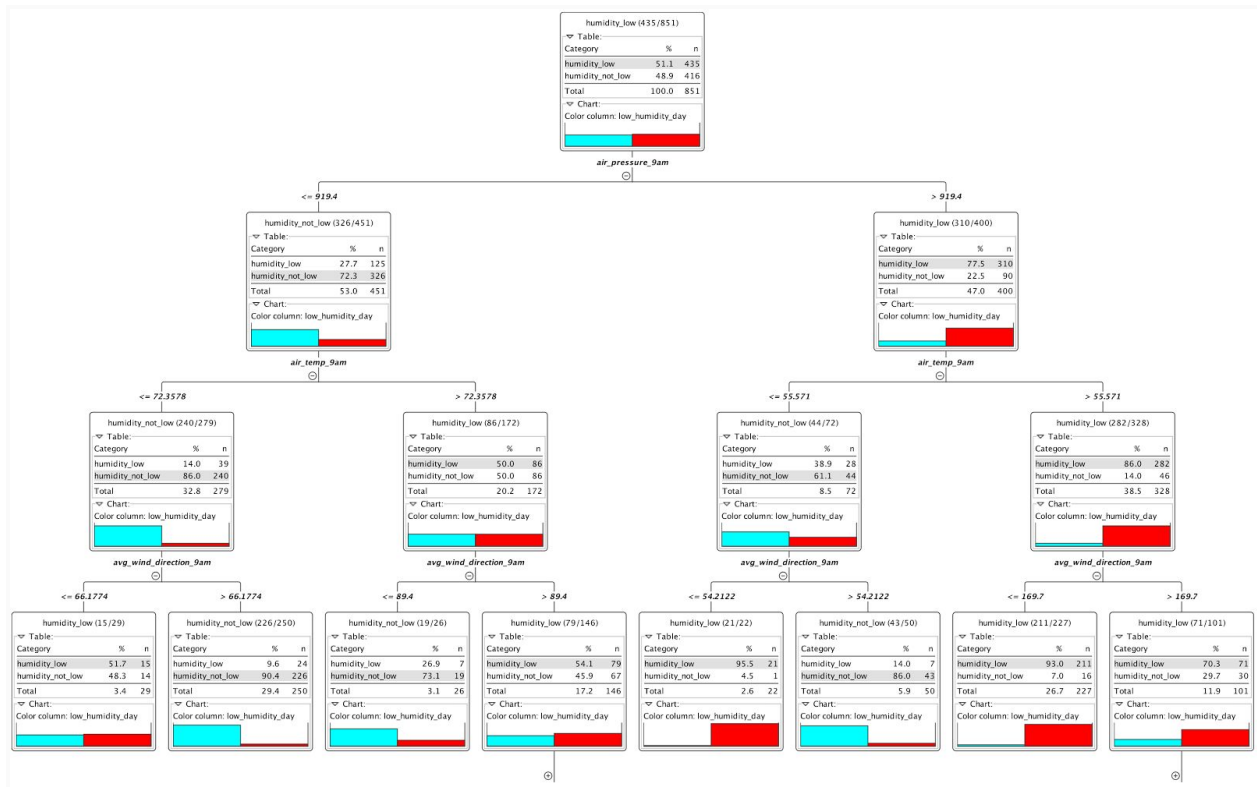 humidity_low (435/851)
Table:
Category % n
humidity_low 51.1 435
humidity_not_low 48.9 416
Total 100.0 851
Chart:
Color column: low_humidity_day
air_pressure_9am
<= 919.4
> 919.4
humidity_not_low (326/451)
Table:
Category % n
humidity_low 27.7 125
humidity_not_low 72.3 326
Total 53.0 451
Chart:
Color column: low_humidity_day
air_temp_9am
humidity_low (310/400)
Table:
Category % n
humidity_low 77.5 310
humidity_not_low 22.5 90
Total 47.0 400
Chart:
Color column: low_humidity_day
air_temp_9am
<= 72.3578
> 72.3578
<= 55.571
> 55.571
humidity_not_low (240/279)
Table:
Category % n
humidity_low 14.0 39
humidity_not_low 86.0 240
Total 32.8 279
Chart:
Color column: low_humidity_day
avg_wind_direction_9am
humidity_low (86/172)
Table:
Category % n
humidity_low 50.0 86
humidity_not_low 50.0 86
Total 20.2 172
Chart:
Color column: low_humidity_day
avg_wind_direction_9am
humidity_not_low (44/72)
Table:
Category % n
humidity_low 38.9 28
humidity_not_low 61.1 44
Total 8.5 72
Chart:
Color column: low_humidity_day
avg_wind_direction_9am
humidity_low (282/328)
Table:
Category % n
humidity_low 86.0 282
humidity_not_low 14.0 46
Total 38.5 328
Chart:
Color column: low_humidity_day
avg_wind_direction_9am
<= 66.1774
> 66.1774
<= 89.4
> 89.4
<= 54.2122
> 54.2122
<= 169.7
> 169.7
humidity_low (15/29)
Table:
Category % n
humidity_low 51.7 15
humidity_not_low 48.3 14
Total 3.4 29
Chart:
Color column: low_humidity_day
humidity_not_low (226/250)
Table:
Category % n
humidity_low 9.6 24
humidity_not_low 90.4 226
Total 29.4 250
Chart:
Color column: low_humidity_day
humidity_not_low (19/26)
Table:
Category % n
humidity_low 26.9 7
humidity_not_low 73.1 19
Total 3.1 26
Chart:
Color column: low_humidity_day
humidity_low (79/146)
Table:
Category % n
humidity_low 54.1 79
humidity_not_low 45.9 67
Total 17.2 146
Chart:
Color column: low_humidity_day
humidity_low (21/22)
Table:
Category % n
humidity_low 95.5 21
humidity_not_low 4.5 1
Total 2.6 22
Chart:
Color column: low_humidity_day
humidity_not_low (43/50)
Table:
Category % n
humidity_low 14.0 7
humidity_not_low 86.0 43
Total 5.9 50
Chart:
Color column: low_humidity_day
humidity_low (211/227)
Table:
Category % n
humidity_low 93.0 211
humidity_not_low 7.0 16
Total 26.7 227
Chart:
Color column: low_humidity_day
humidity_low (71/101)
Table:
Category % n
humidity_low 70.3 71
humidity_not_low 29.7 30
Total 11.9 101
Chart:
Color column: low_humidity_day